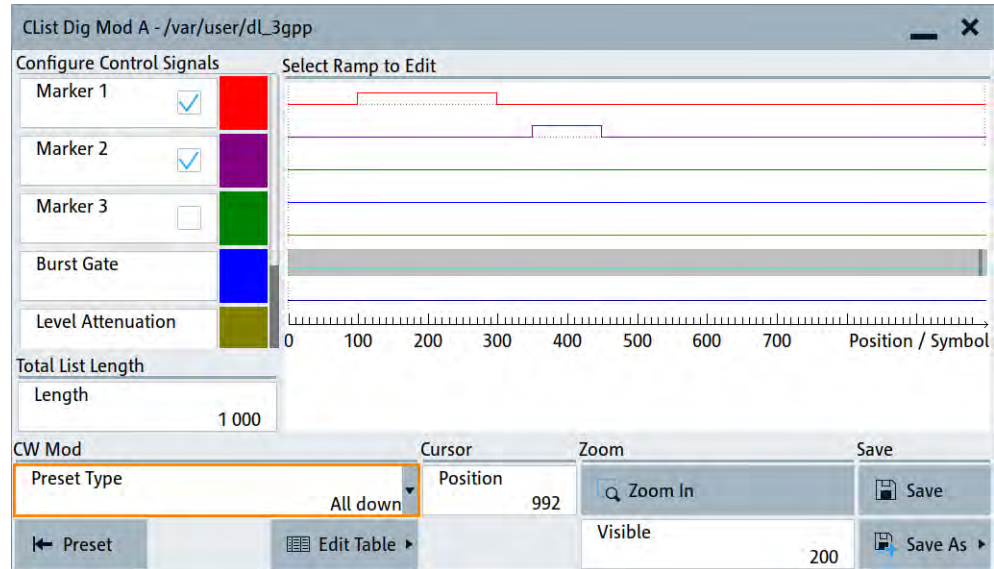 CList Dig Mod A - /var/user/dl_3gpp
Configure Control Signals
Marker 1
Marker 2
Marker 3
Burst Gate
Level Attenuation
Total List Length
Length
1 000
Select Ramp to Edit
0 100 200 300 400 500 600 700 Position / Symbol
CW Mod
Preset Type
All down
Preset
Edit Table
Cursor
Position
992
Zoom
Zoom In
Visible
200
Save
Save
Save As